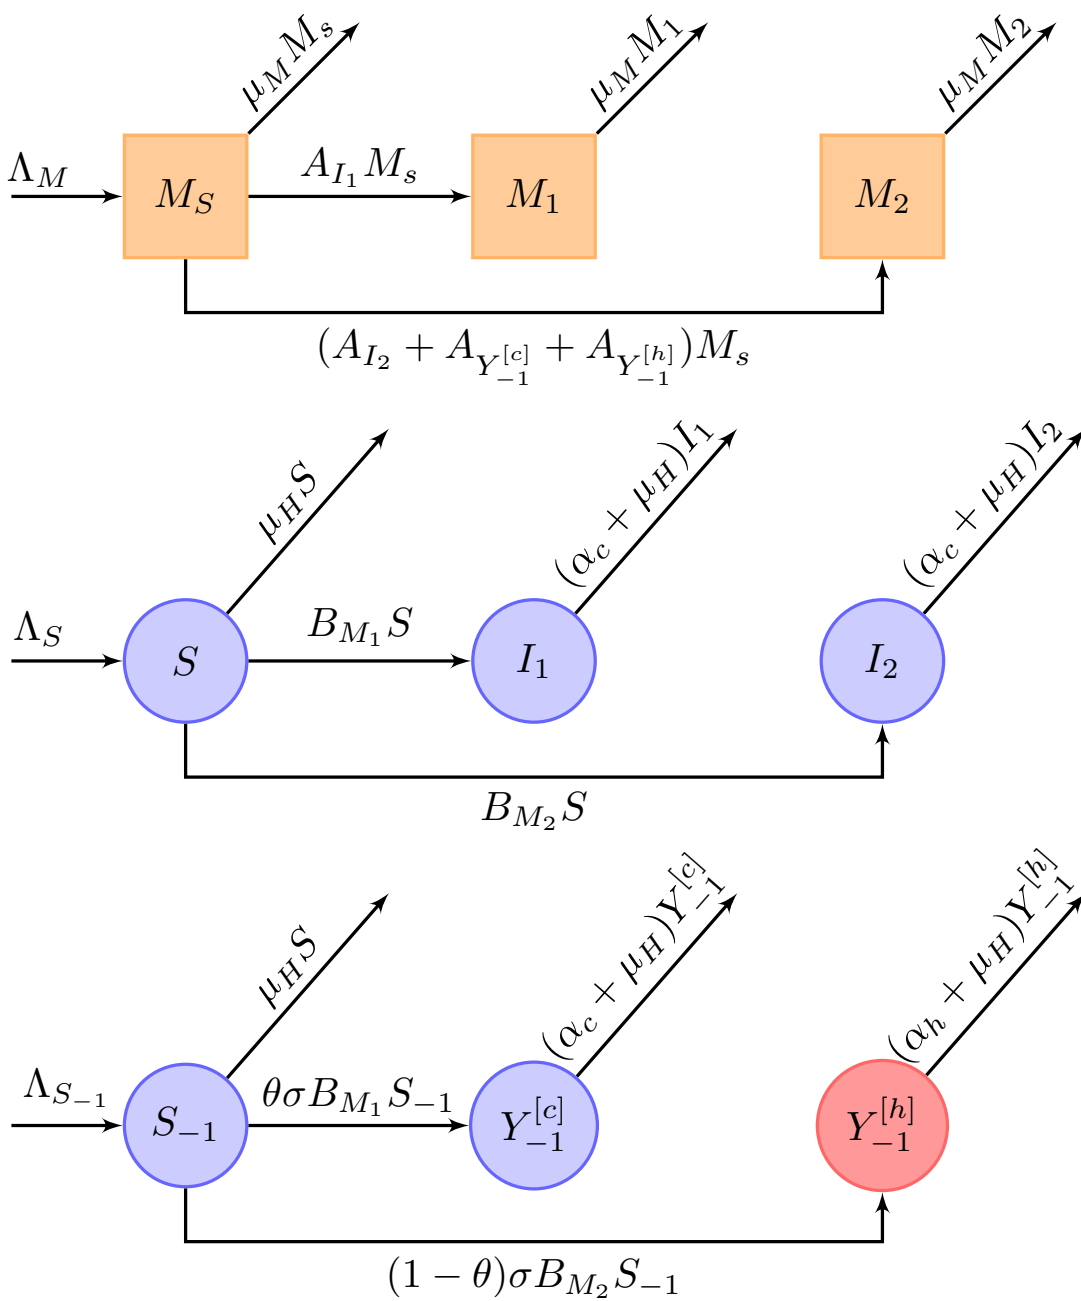 μ_M M_s
μ_M M_1
μ_M M_2
Λ_M
M_S
A_{I_1} M_s
M_1
M_2
(A_{I_2} + A_{Y_{-1}^{[c]}} + A_{Y_{-1}^{[h]}})M_s
μ_H S
(α_c + μ_H)I_1
(α_c + μ_H)I_2
Λ_S
S
B_{M_1} S
I_1
I_2
B_{M_2} S
μ_H S
(α_c + μ_H)Y_{-1}^{[c]}
(α_h + μ_H)Y_{-1}^{[h]}
Λ_{S_{-1}}
S_{-1}
θσB_{M_1} S_{-1}
Y_{-1}^{[c]}
Y_{-1}^{[h]}
(1 − θ)σB_{M_2} S_{-1}